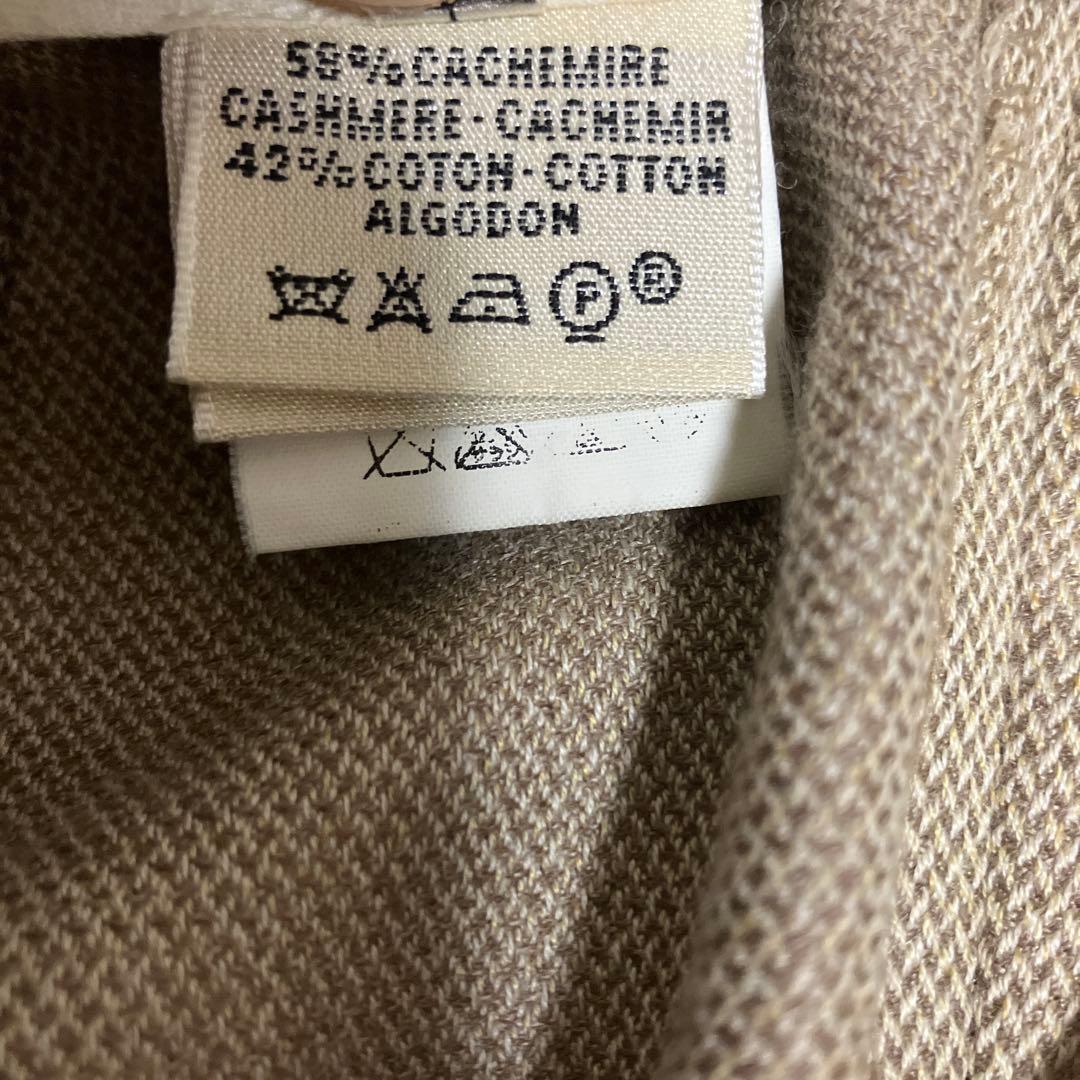 58%CACHEMIRE
CASHMERE-CACHEMIR
42%COTON-COTTON
ALGODON
P ®